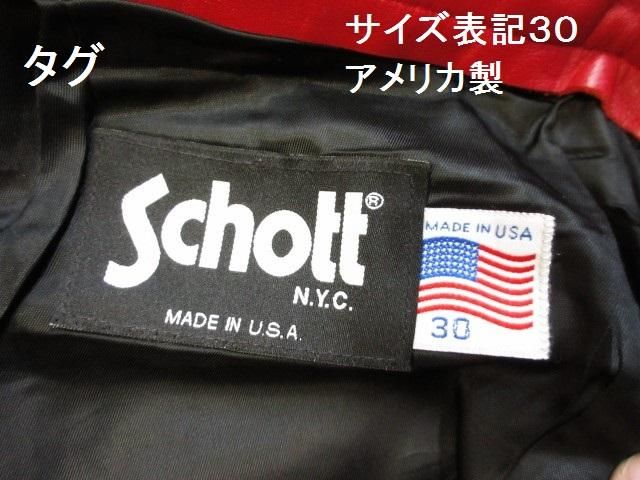 サイズ表記30
アメリカ製
タグ
Schott®
N.Y.C.
MADE IN U.S.A.
MADE IN USA
30